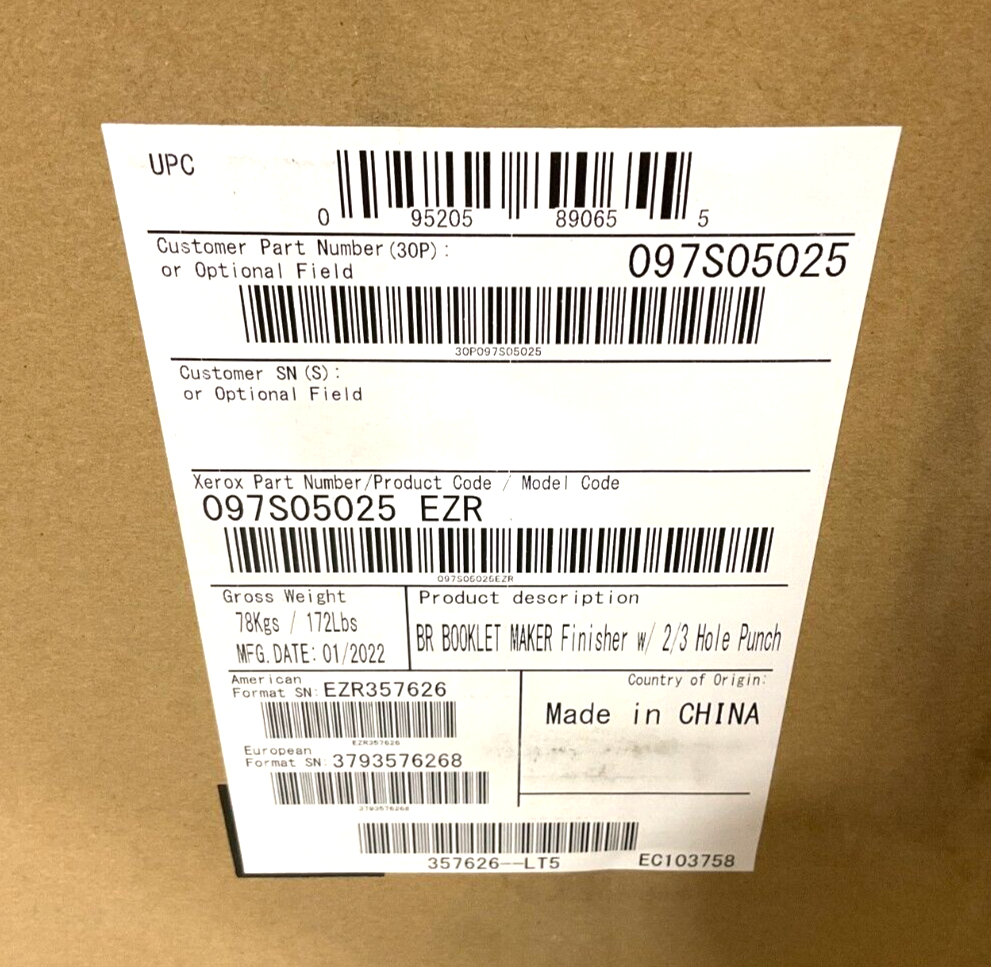 UPC
0 95205 89065 5
Customer Part Number(30P):
or Optional Field
097S05025
30P097S05025
Customer SN(S):
or Optional Field
Xerox Part Number/Product Code / Model Code
097S05025 EZR
097S05025EZR
Gross Weight
78Kgs / 172Lbs
MFG.DATE: 01/2022
Product description
BR BOOKLET MAKER Finisher w/ 2/3 Hole Punch
American
Format SN: EZR357626
EZR357626
European
Format SN: 3793576268
3793576268
Country of Origin:
Made in CHINA
357626--LT5
EC103758